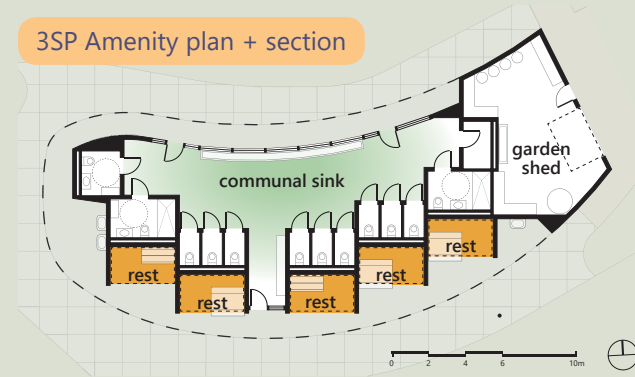 3SP Amenity plan + section
communal sink
garden
shed
rest
rest
rest
rest
rest
0 2 4 6 10m